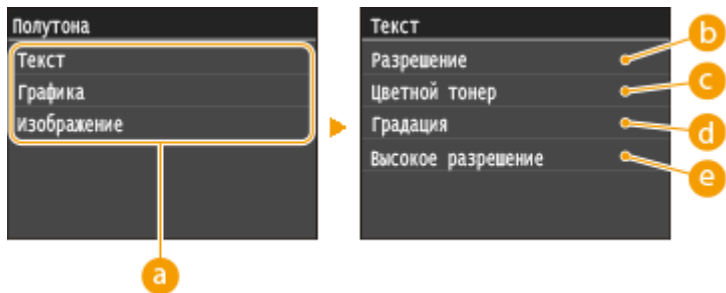 Полутона
Текст
Графика
Изображение
a
Текст
Разрешение
b
Цветной тонер
c
Градация
d
Высокое разрешение
e